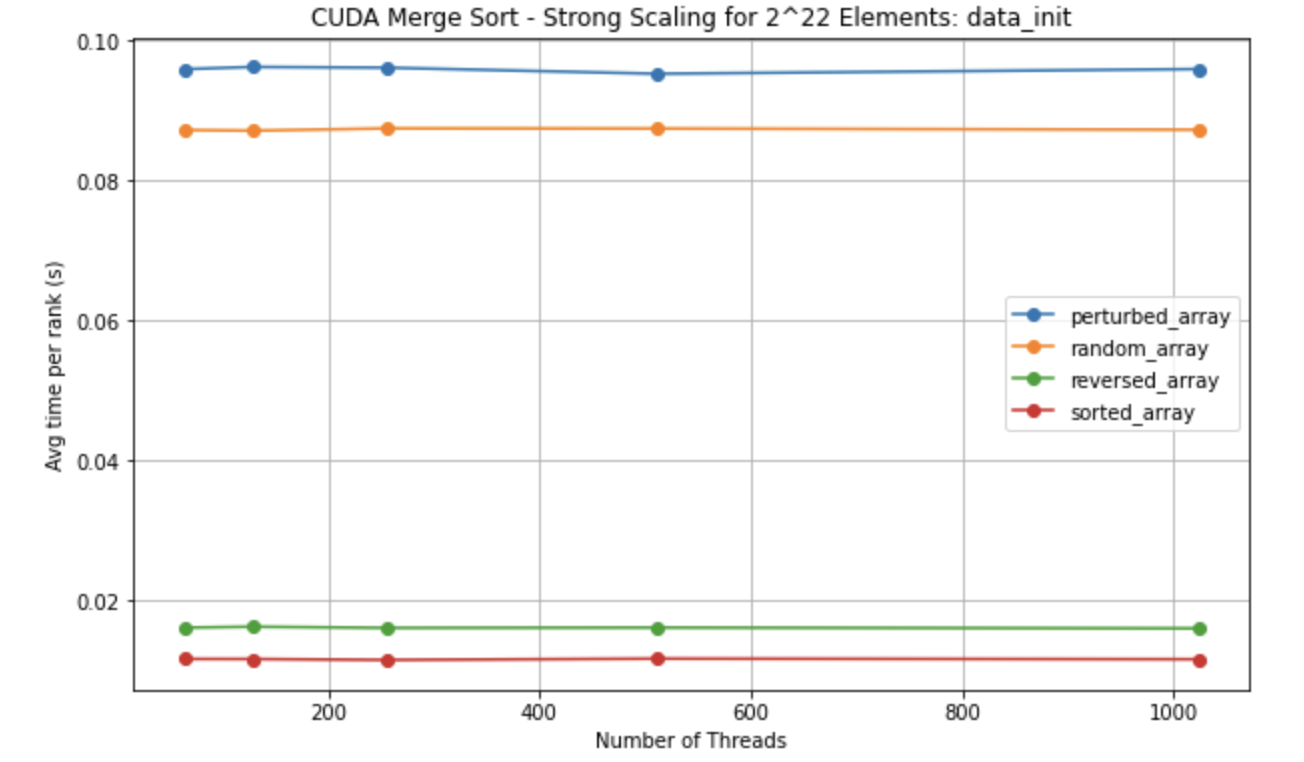 CUDA Merge Sort - Strong Scaling for 2^22 Elements: data_init
0.10
0.08
0.06
0.04
0.02
Avg time per rank (s)
perturbed_array
random_array
reversed_array
sorted_array
200
400
600
800
1000
Number of Threads